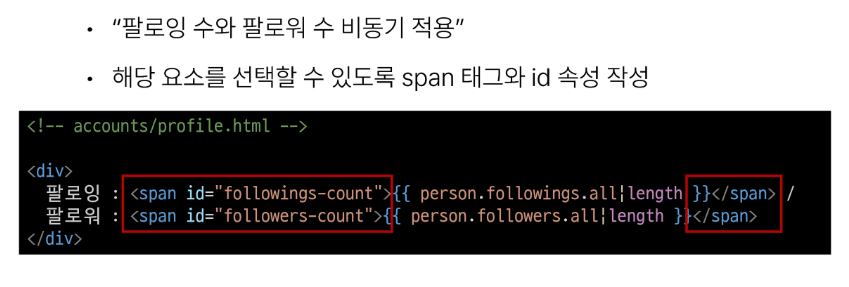 • “팔로잉 수와 팔로워 수 비동기 적용”
• 해당 요소를 선택할 수 있도록 span 태그와 id 속성 작성
<!-- accounts/profile.html -->
<div>
팔로잉 : <span id="followings-count">{{ person.followings.all|length }}</span> /
팔로워 : <span id="followers-count">{{ person.followers.all|length }}</span>
</div>